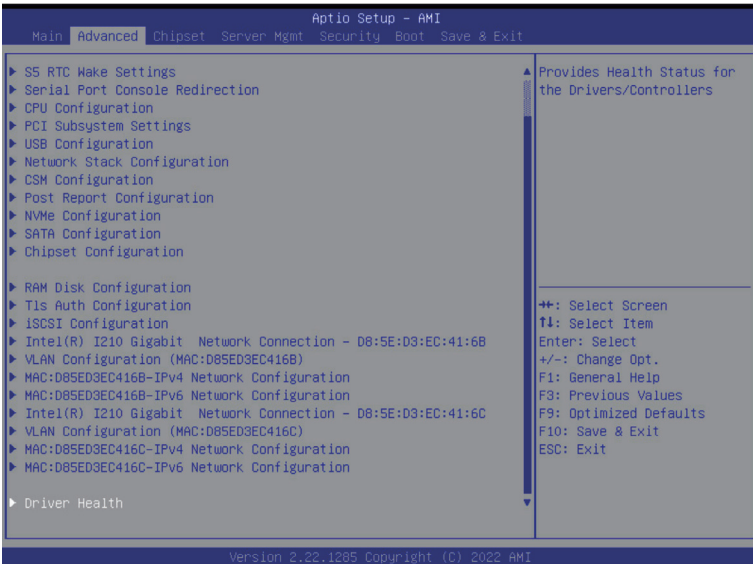 Aptio Setup – AMI
Main Advanced Chipset Server Mgmt Security Boot Save & Exit
S5 RTC Wake Settings
Serial Port Console Redirection
CPU Configuration
PCI Subsystem Settings
USB Configuration
Network Stack Configuration
CSM Configuration
Post Report Configuration
NVMe Configuration
SATA Configuration
Chipset Configuration
RAM Disk Configuration
Tls Auth Configuration
iSCSI Configuration
Intel(R) I210 Gigabit Network Connection – D8:5E:D3:EC:41:6B
VLAN Configuration (MAC:D85ED3EC416B)
MAC:D85ED3EC416B-IPv4 Network Configuration
MAC:D85ED3EC416B-IPv6 Network Configuration
Intel(R) I210 Gigabit Network Connection – D8:5E:D3:EC:41:6C
VLAN Configuration (MAC:D85ED3EC416C)
MAC:D85ED3EC416C-IPv4 Network Configuration
MAC:D85ED3EC416C-IPv6 Network Configuration
Driver Health
Provides Health Status for
the Drivers/Controllers
→←: Select Screen
↑↓: Select Item
Enter: Select
+/-: Change Opt.
F1: General Help
F3: Previous Values
F9: Optimized Defaults
F10: Save & Exit
ESC: Exit
Version 2.22.1285 Copyright (C) 2022 AMI